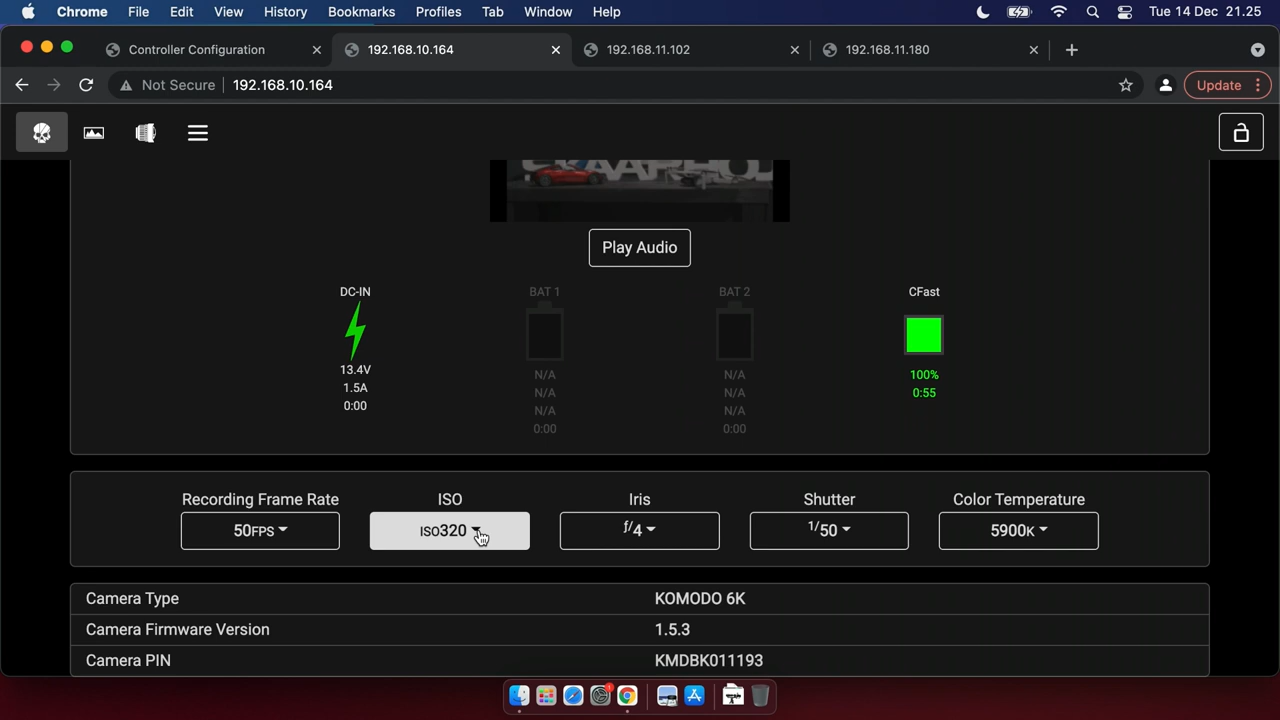 Chrome File Edit View History Bookmarks Profiles Tab Window Help Tue 14 Dec 21.25
Controller Configuration 192.168.10.164 192.168.11.102 192.168.11.180
Not Secure 192.168.10.164 Update
Play Audio
DC-IN BAT 1 BAT 2 CFast
13.4V N/A N/A 100%
1.5A N/A N/A 0:55
0:00 N/A N/A
0:00 0:00
Recording Frame Rate ISO Iris Shutter Color Temperature
50FPS ISO320 ƒ/4 1/50 5900K
Camera Type KOMODO 6K
Camera Firmware Version 1.5.3
Camera PIN KMDBK011193